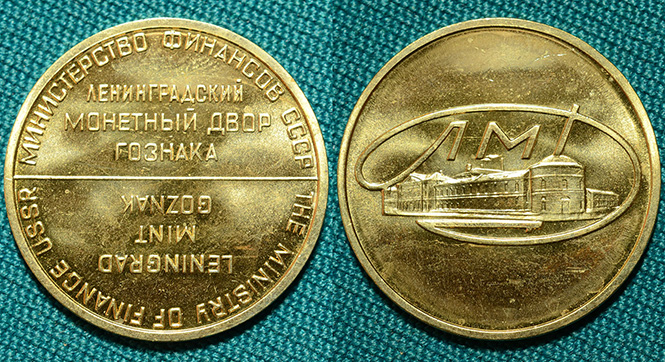 МИНИСТЕРСТВО ФИНАНСОВ СССР
ЛЕНИНГРАДСКИЙ
МОНЕТНЫЙ ДВОР
ГОЗНАКА
THE MINISTRY OF FINANCE USSR
LENINGRAD
MINT
GOZNAK
ЛМД